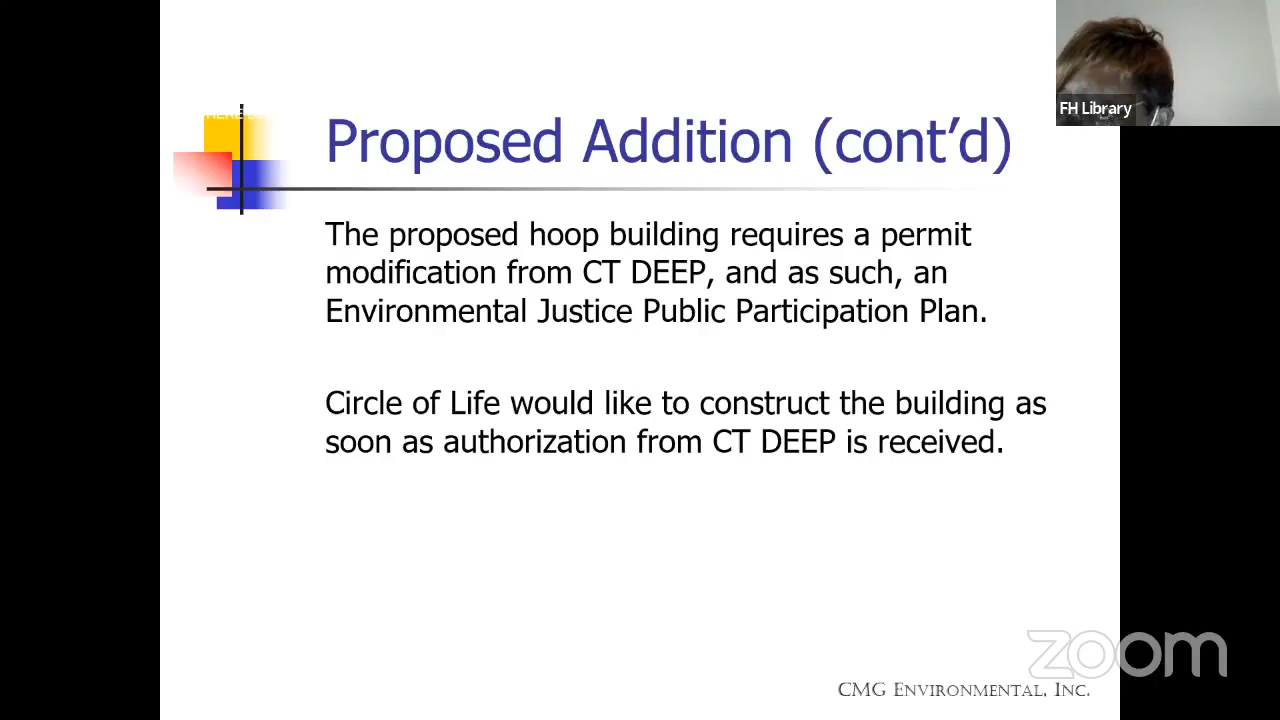 FH Library
Proposed Addition (cont’d)
The proposed hoop building requires a permit
modification from CT DEEP, and as such, an
Environmental Justice Public Participation Plan.
Circle of Life would like to construct the building as
soon as authorization from CT DEEP is received.
zoom
CMG ENVIRONMENTAL, INC.